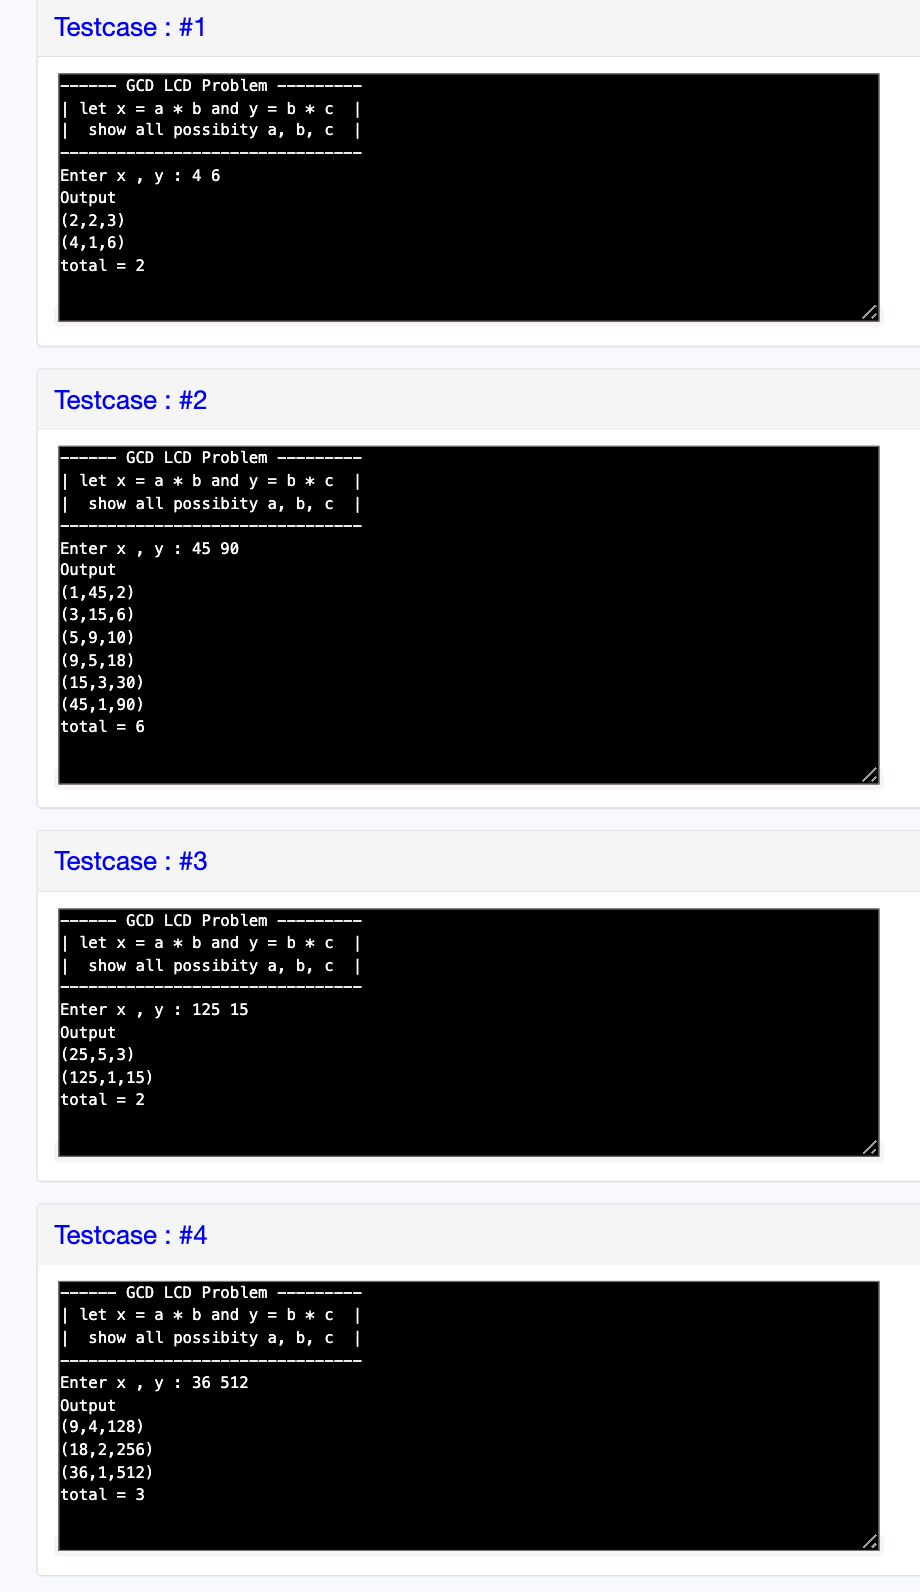 Testcase : #1
------ GCD LCD Problem ---------
| let x = a * b and y = b * c  |
|  show all possibity a, b, c  |
--------------------------------
Enter x , y : 4 6
Output
(2,2,3)
(4,1,6)
total = 2
Testcase : #2
------ GCD LCD Problem ---------
| let x = a * b and y = b * c  |
|  show all possibity a, b, c  |
--------------------------------
Enter x , y : 45 90
Output
(1,45,2)
(3,15,6)
(5,9,10)
(9,5,18)
(15,3,30)
(45,1,90)
total = 6
Testcase : #3
------ GCD LCD Problem ---------
| let x = a * b and y = b * c  |
|  show all possibity a, b, c  |
--------------------------------
Enter x , y : 125 15
Output
(25,5,3)
(125,1,15)
total = 2
Testcase : #4
------ GCD LCD Problem ---------
| let x = a * b and y = b * c  |
|  show all possibity a, b, c  |
--------------------------------
Enter x , y : 36 512
Output
(9,4,128)
(18,2,256)
(36,1,512)
total = 3